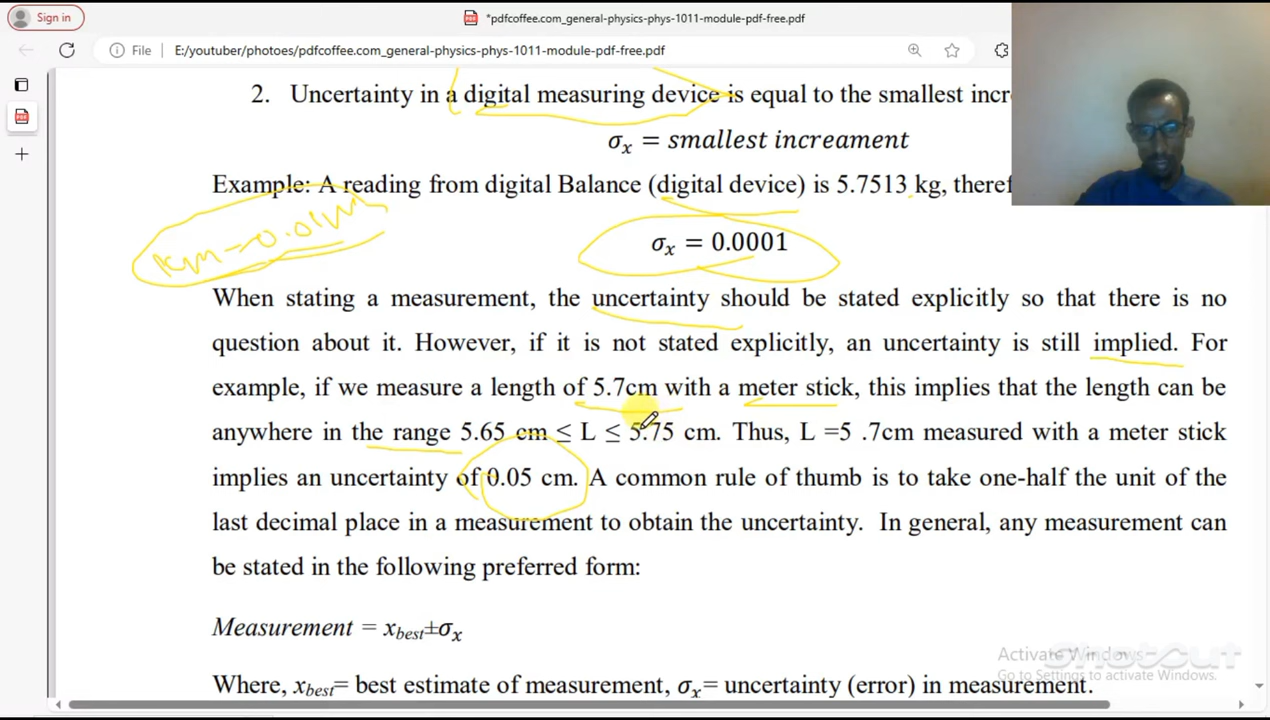 Sign in
*pdfcoffee.com_general-physics-phys-1011-module-pdf-free.pdf
File E:/youtuber/photoes/pdfcoffee.com_general-physics-phys-1011-module-pdf-free.pdf
2. Uncertainty in a digital measuring device is equal to the smallest incr
σx = smallest increament
Example: A reading from digital Balance (digital device) is 5.7513 kg, theref
σx = 0.0001
When stating a measurement, the uncertainty should be stated explicitly so that there is no
question about it. However, if it is not stated explicitly, an uncertainty is still implied. For
example, if we measure a length of 5.7cm with a meter stick, this implies that the length can be
anywhere in the range 5.65 cm ≤ L ≤ 5.75 cm. Thus, L =5 .7cm measured with a meter stick
implies an uncertainty of 0.05 cm. A common rule of thumb is to take one-half the unit of the
last decimal place in a measurement to obtain the uncertainty. In general, any measurement can
be stated in the following preferred form:
Measurement = xbest±σx
Where, xbest= best estimate of measurement, σx= uncertainty (error) in measurement.
Activate Windows
Go to Settings to activate Windows.